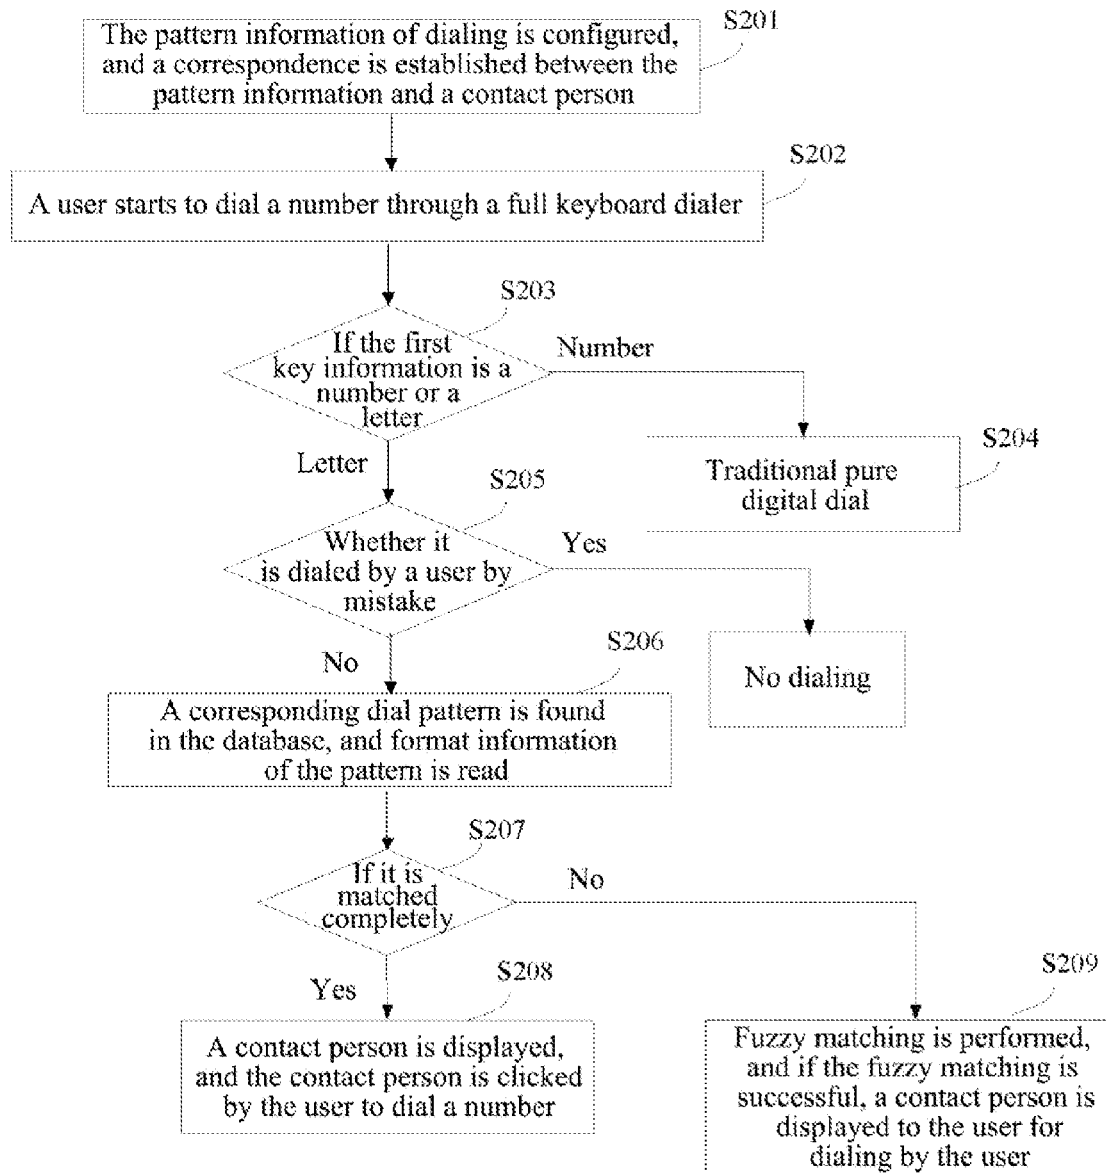 S201
The pattern information of dialing is configured,
and a correspondence is established between the
pattern information and a contact person
S202
A user starts to dial a number through a full keyboard dialer
S203
If the first
key information is a
number or a
letter
Number
Letter
S204
Traditional pure
digital dial
S205
Whether it
is dialed by a user by
mistake
Yes
No
S206
No dialing
A corresponding dial pattern is found
in the database, and format information
of the pattern is read
S207
If it is
matched
completely
No
Yes
S208
A contact person is displayed,
and the contact person is clicked
by the user to dial a number
S209
Fuzzy matching is performed,
and if the fuzzy matching is
successful, a contact person is
displayed to the user for
dialing by the user